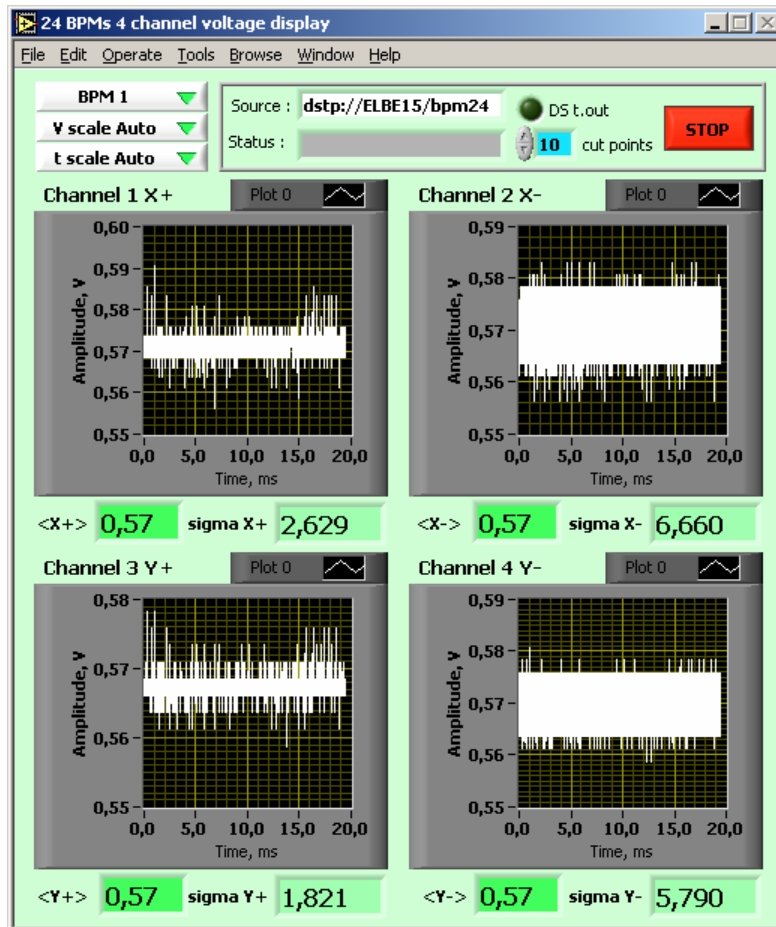 24 BPMs 4 channel voltage display
File Edit Operate Tools Browse Window Help
BPM 1
V scale Auto
t scale Auto
Source : dstp://ELBE15/bpm24
DS t.out
Status :
10 cut points
STOP
Channel 1 X+
Plot 0
Amplitude, V
0,60
0,59
0,58
0,57
0,56
0,55
0,0 5,0 10,0 15,0 20,0
Time, ms
<X+> 0,57 sigma X+ 2,629
Channel 2 X-
Plot 0
Amplitude, V
0,59
0,58
0,57
0,56
0,55
0,0 5,0 10,0 15,0 20,0
Time, ms
<X-> 0,57 sigma X- 6,660
Channel 3 Y+
Plot 0
Amplitude, V
0,58
0,57
0,56
0,55
0,0 5,0 10,0 15,0 20,0
Time, ms
<Y+> 0,57 sigma Y+ 1,821
Channel 4 Y-
Plot 0
Amplitude, V
0,59
0,58
0,57
0,56
0,55
0,0 5,0 10,0 15,0 20,0
Time, ms
<Y-> 0,57 sigma Y- 5,790